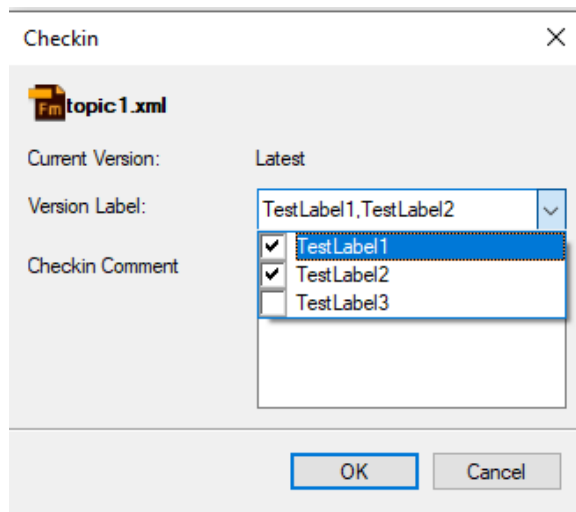 Checkin
Fm topic1.xml
Current Version: Latest
Version Label: TestLabel1,TestLabel2
TestLabel1
Checkin Comment TestLabel2
TestLabel3
OK Cancel